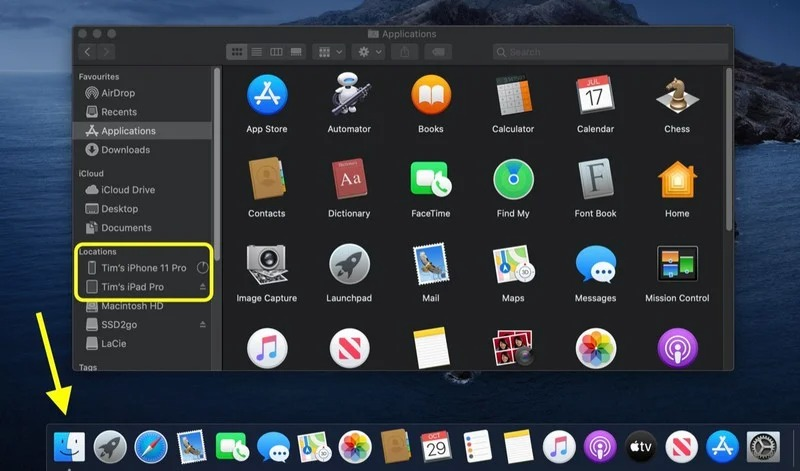 Applications
Search
Favourites
AirDrop
Recents
Applications
Downloads
iCloud
iCloud Drive
Desktop
Documents
Locations
Tim's iPhone 11 Pro
Tim's iPad Pro
Macintosh HD
SSD2go
LaCie
Tags
JUL
17
App Store
Automator
Books
Calculator
Calendar
Chess
Aa
F
Contacts
Dictionary
FaceTime
Find My
Font Book
Home
3D
Image Capture
Launchpad
Mail
Maps
Messages
Mission Control
OCT
29
tv